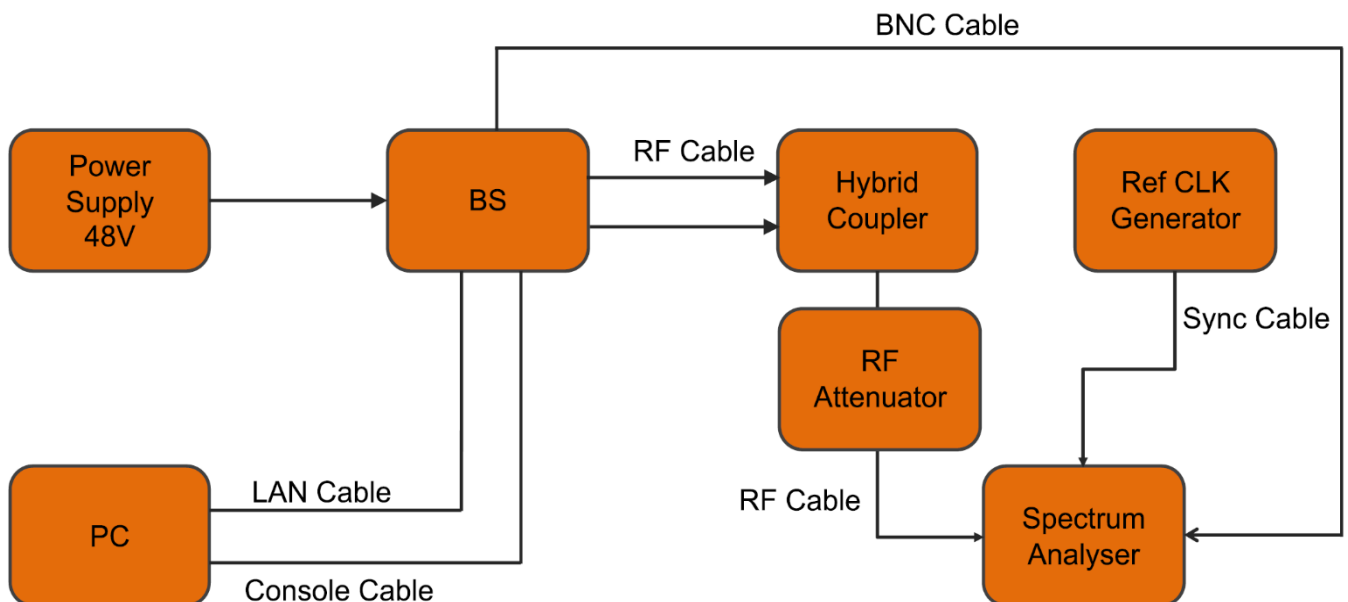 BNC Cable
Power
Supply
48V
BS
RF Cable
Hybrid
Coupler
Ref CLK
Generator
Sync Cable
RF
Attenuator
PC
LAN Cable
Console Cable
RF Cable
Spectrum
Analyser